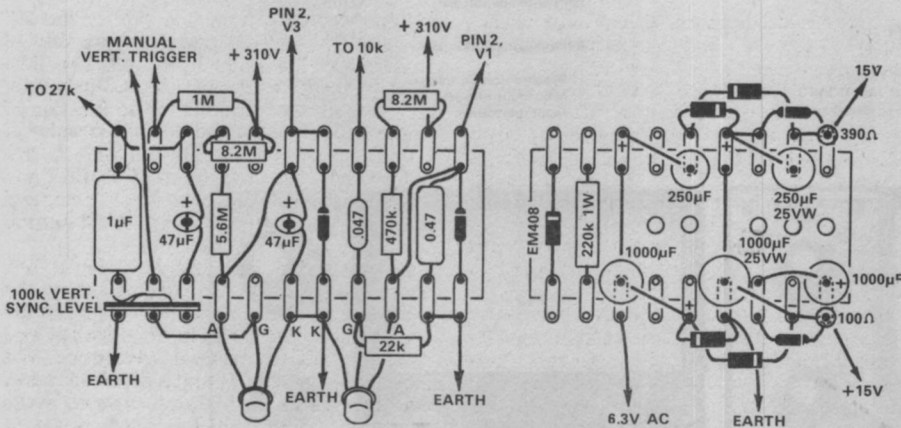 PIN 2,
V3
+ 310V
MANUAL
VERT. TRIGGER
+ 310V
TO 10k
PIN 2,
V1
15V
TO 27k
1M
8.2M
390Ω
8.2M
1µF
+
47µF
5.6M
+
47µF
.047
470k
0.47
EM408
220k 1W
+
+
250µF
250µF
25VW
1000µF
1000µF
25VW
1000µF
+
+
100k VERT.
SYNC. LEVEL
A
G
K
K
G
A
22k
100Ω
EARTH
EARTH
EARTH
6.3V AC
EARTH
+15V